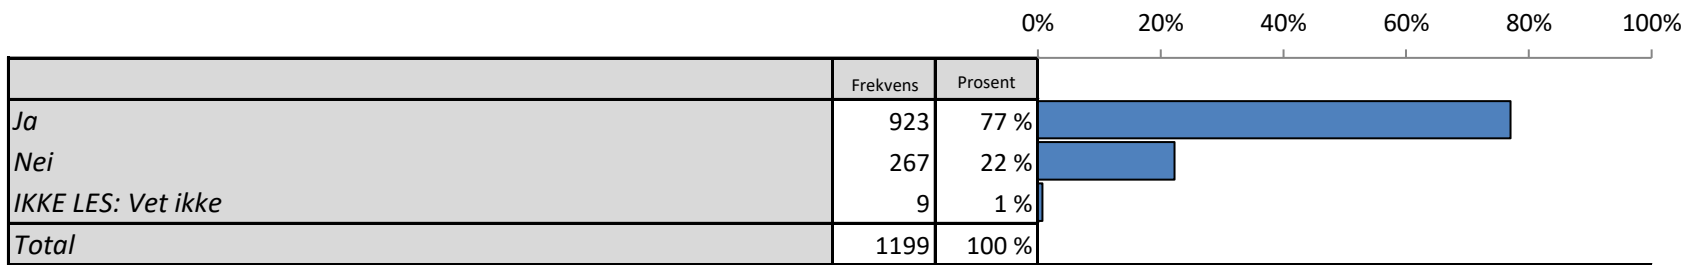 0% 20% 40% 60% 80% 100%
Frekvens Prosent
Ja 923 77 %
Nei 267 22 %
IKKE LES: Vet ikke 9 1 %
Total 1199 100 %